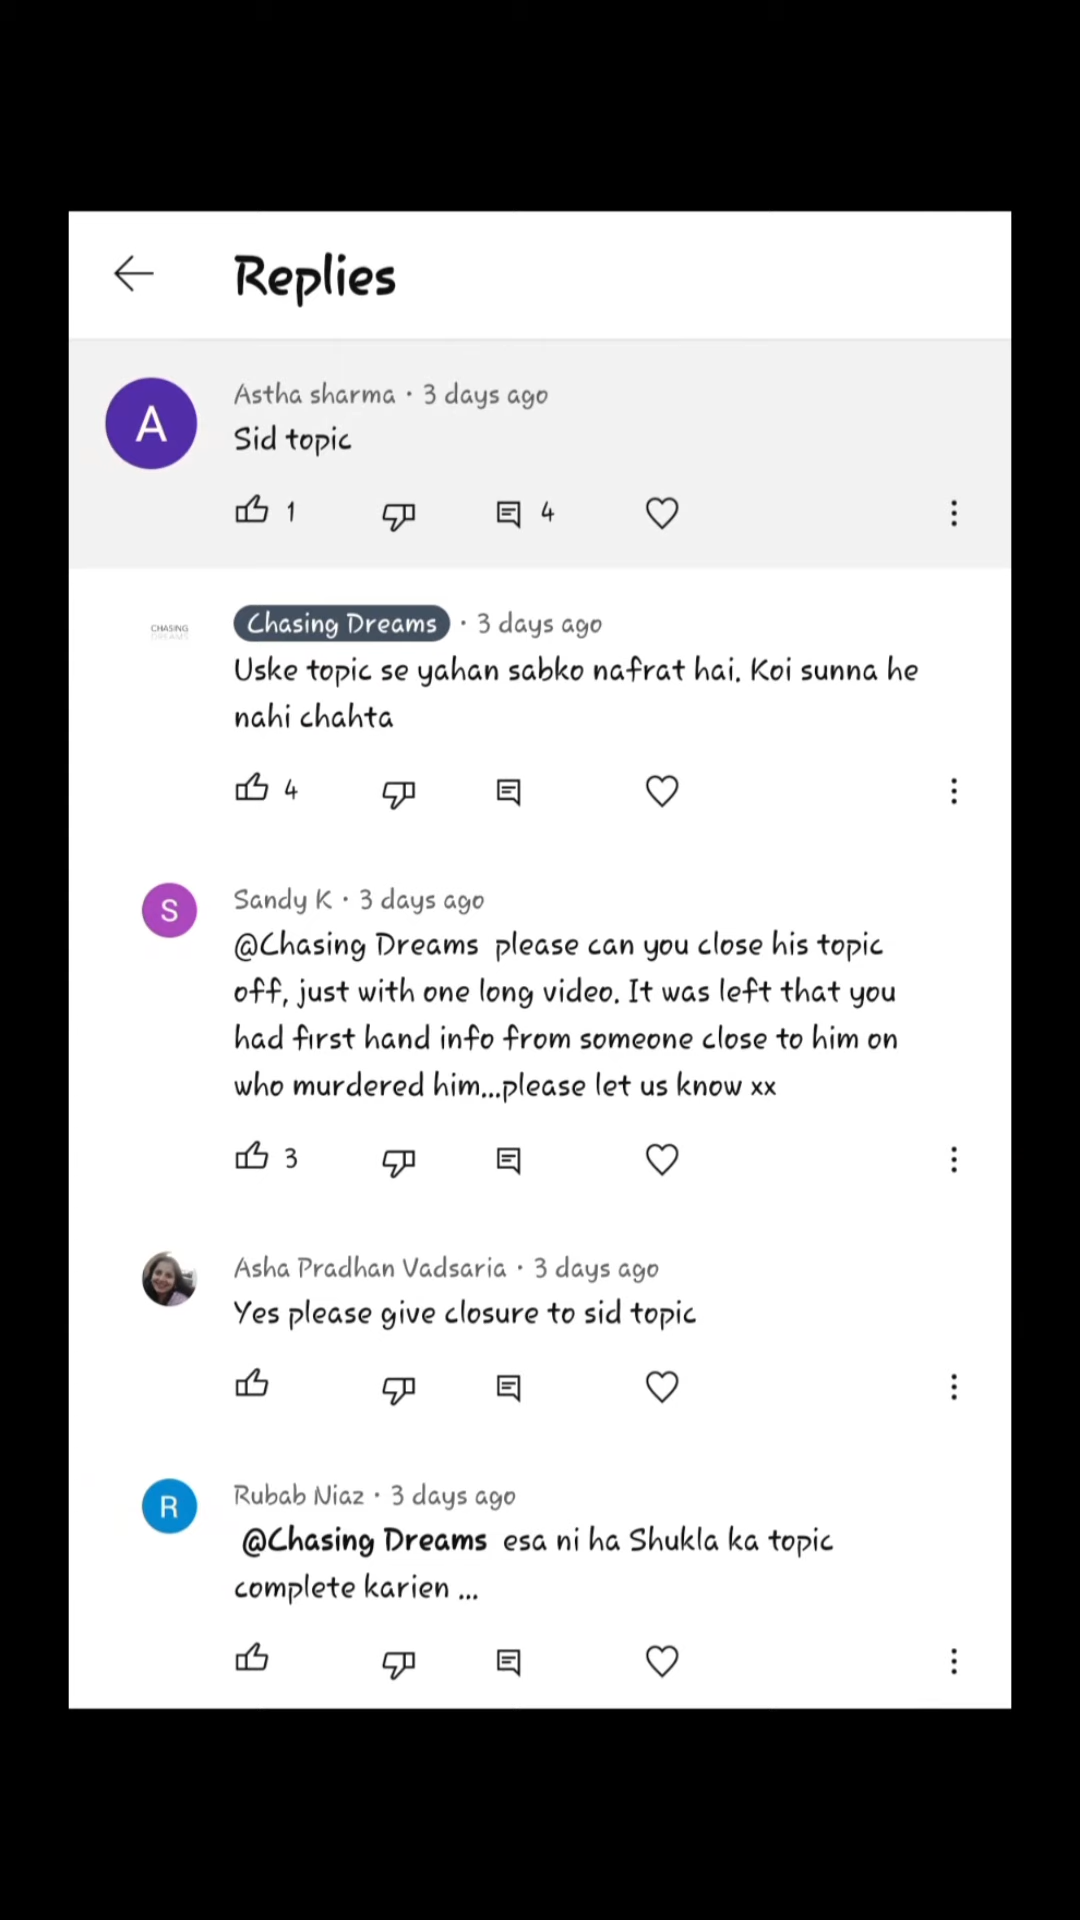 Replies
A
Astha sharma · 3 days ago
Sid topic
1 4
CHASING
DREAMS
Chasing Dreams · 3 days ago
Uske topic se yahan sabko nafrat hai. Koi sunna he
nahi chahta
4
S
Sandy K · 3 days ago
@Chasing Dreams please can you close his topic
off, just with one long video. It was left that you
had first hand info from someone close to him on
who murdered him...please let us know xx
3
Asha Pradhan Vadsaria · 3 days ago
Yes please give closure to sid topic
R
Rubab Niaz · 3 days ago
@Chasing Dreams esa ni ha Shukla ka topic
complete karien ...